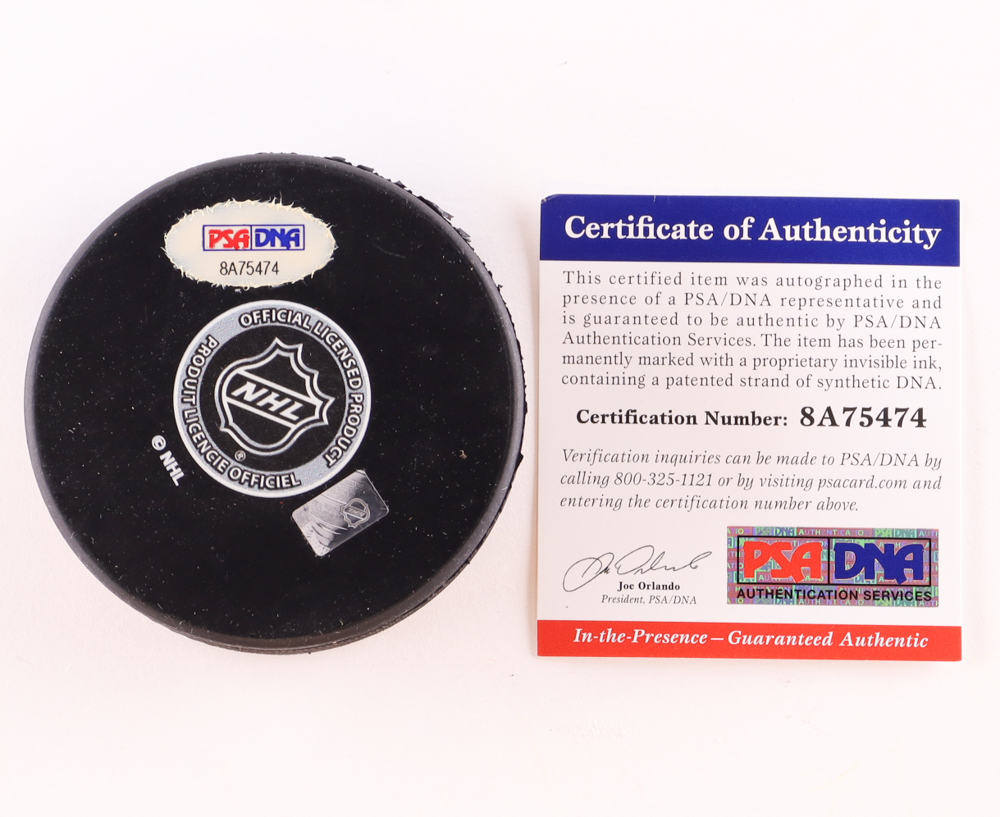 PSA DNA
8A75474
OFFICIAL LICENSED PRODUCT
NHL
®
PRODUIT LICENCIE OFFICIEL
© NHL
Certificate of Authenticity
This certified item was autographed in the
presence of a PSA/DNA representative and
is guaranteed to be authentic by PSA/DNA
Authentication Services. The item has been per-
manently marked with a proprietary invisible ink,
containing a patented strand of synthetic DNA.
Certification Number: 8A75474
Verification inquiries can be made to PSA/DNA by
calling 800-325-1121 or by visiting psacard.com and
entering the certification number above.
Joe Orlando
President, PSA/DNA
PSA DNA
AUTHENTICATION SERVICES
In-the-Presence – Guaranteed Authentic